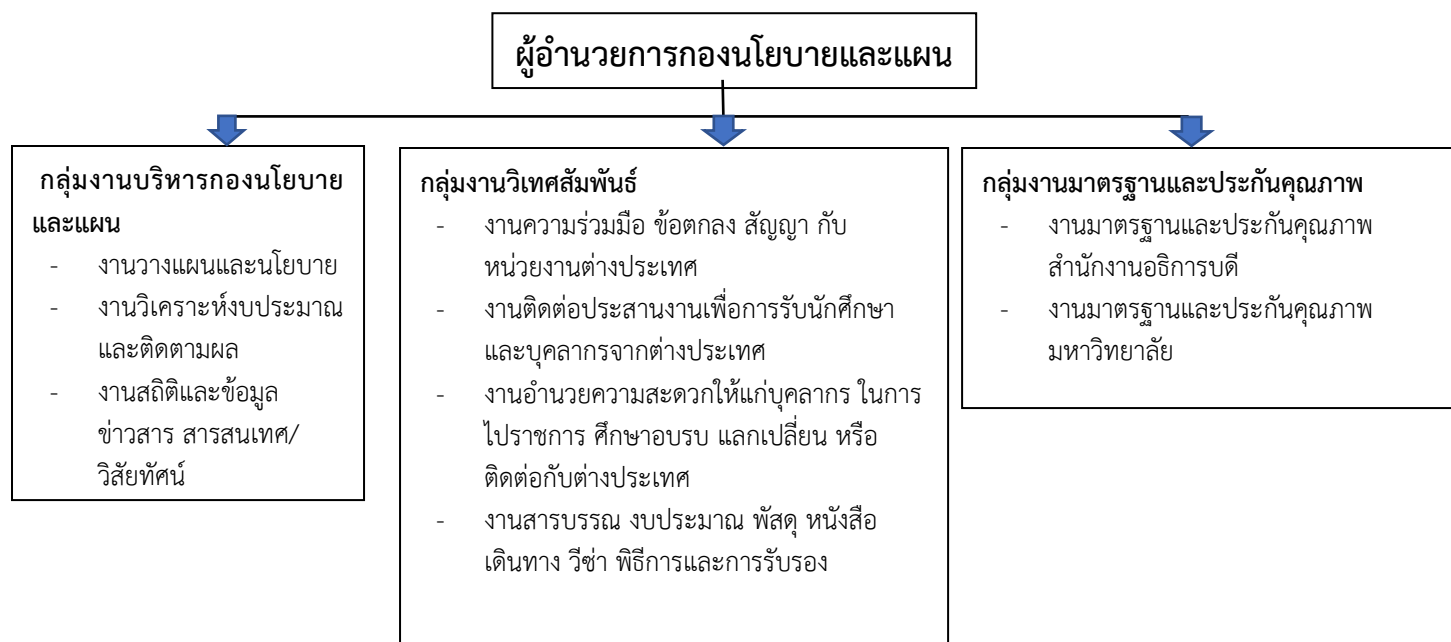 ผู้อำนวยการกองนโยบายและแผน
กลุ่มงานบริหารกองนโยบาย
และแผน
- งานวางแผนและนโยบาย
- งานวิเคราะห์งบประมาณ
และติดตามผล
- งานสถิติและข้อมูล
ข่าวสาร สารสนเทศ/
วิสัยทัศน์
กลุ่มงานวิเทศสัมพันธ์
- งานความร่วมมือ ข้อตกลง สัญญา กับ
หน่วยงานต่างประเทศ
- งานติดต่อประสานงานเพื่อการรับนักศึกษา
และบุคลากรจากต่างประเทศ
- งานอำนวยความสะดวกให้แก่บุคลากร ในการ
ไปราชการ ศึกษาอบรบ แลกเปลี่ยน หรือ
ติดต่อกับต่างประเทศ
- งานสารบรรณ งบประมาณ พัสดุ หนังสือ
เดินทาง วีซ่า พิธีการและการรับรอง
กลุ่มงานมาตรฐานและประกันคุณภาพ
- งานมาตรฐานและประกันคุณภาพ
สำนักงานอธิการบดี
- งานมาตรฐานและประกันคุณภาพ
มหาวิทยาลัย